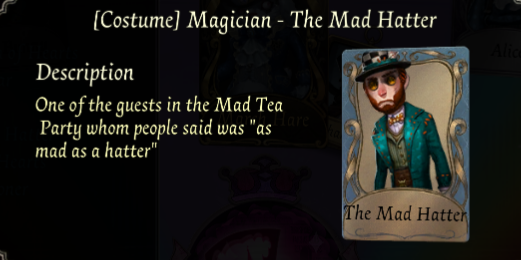 [Costume] Magician - The Mad Hatter
Description
One of the guests in the Mad Tea
Party whom people said was "as
mad as a hatter"
The Mad Hatter